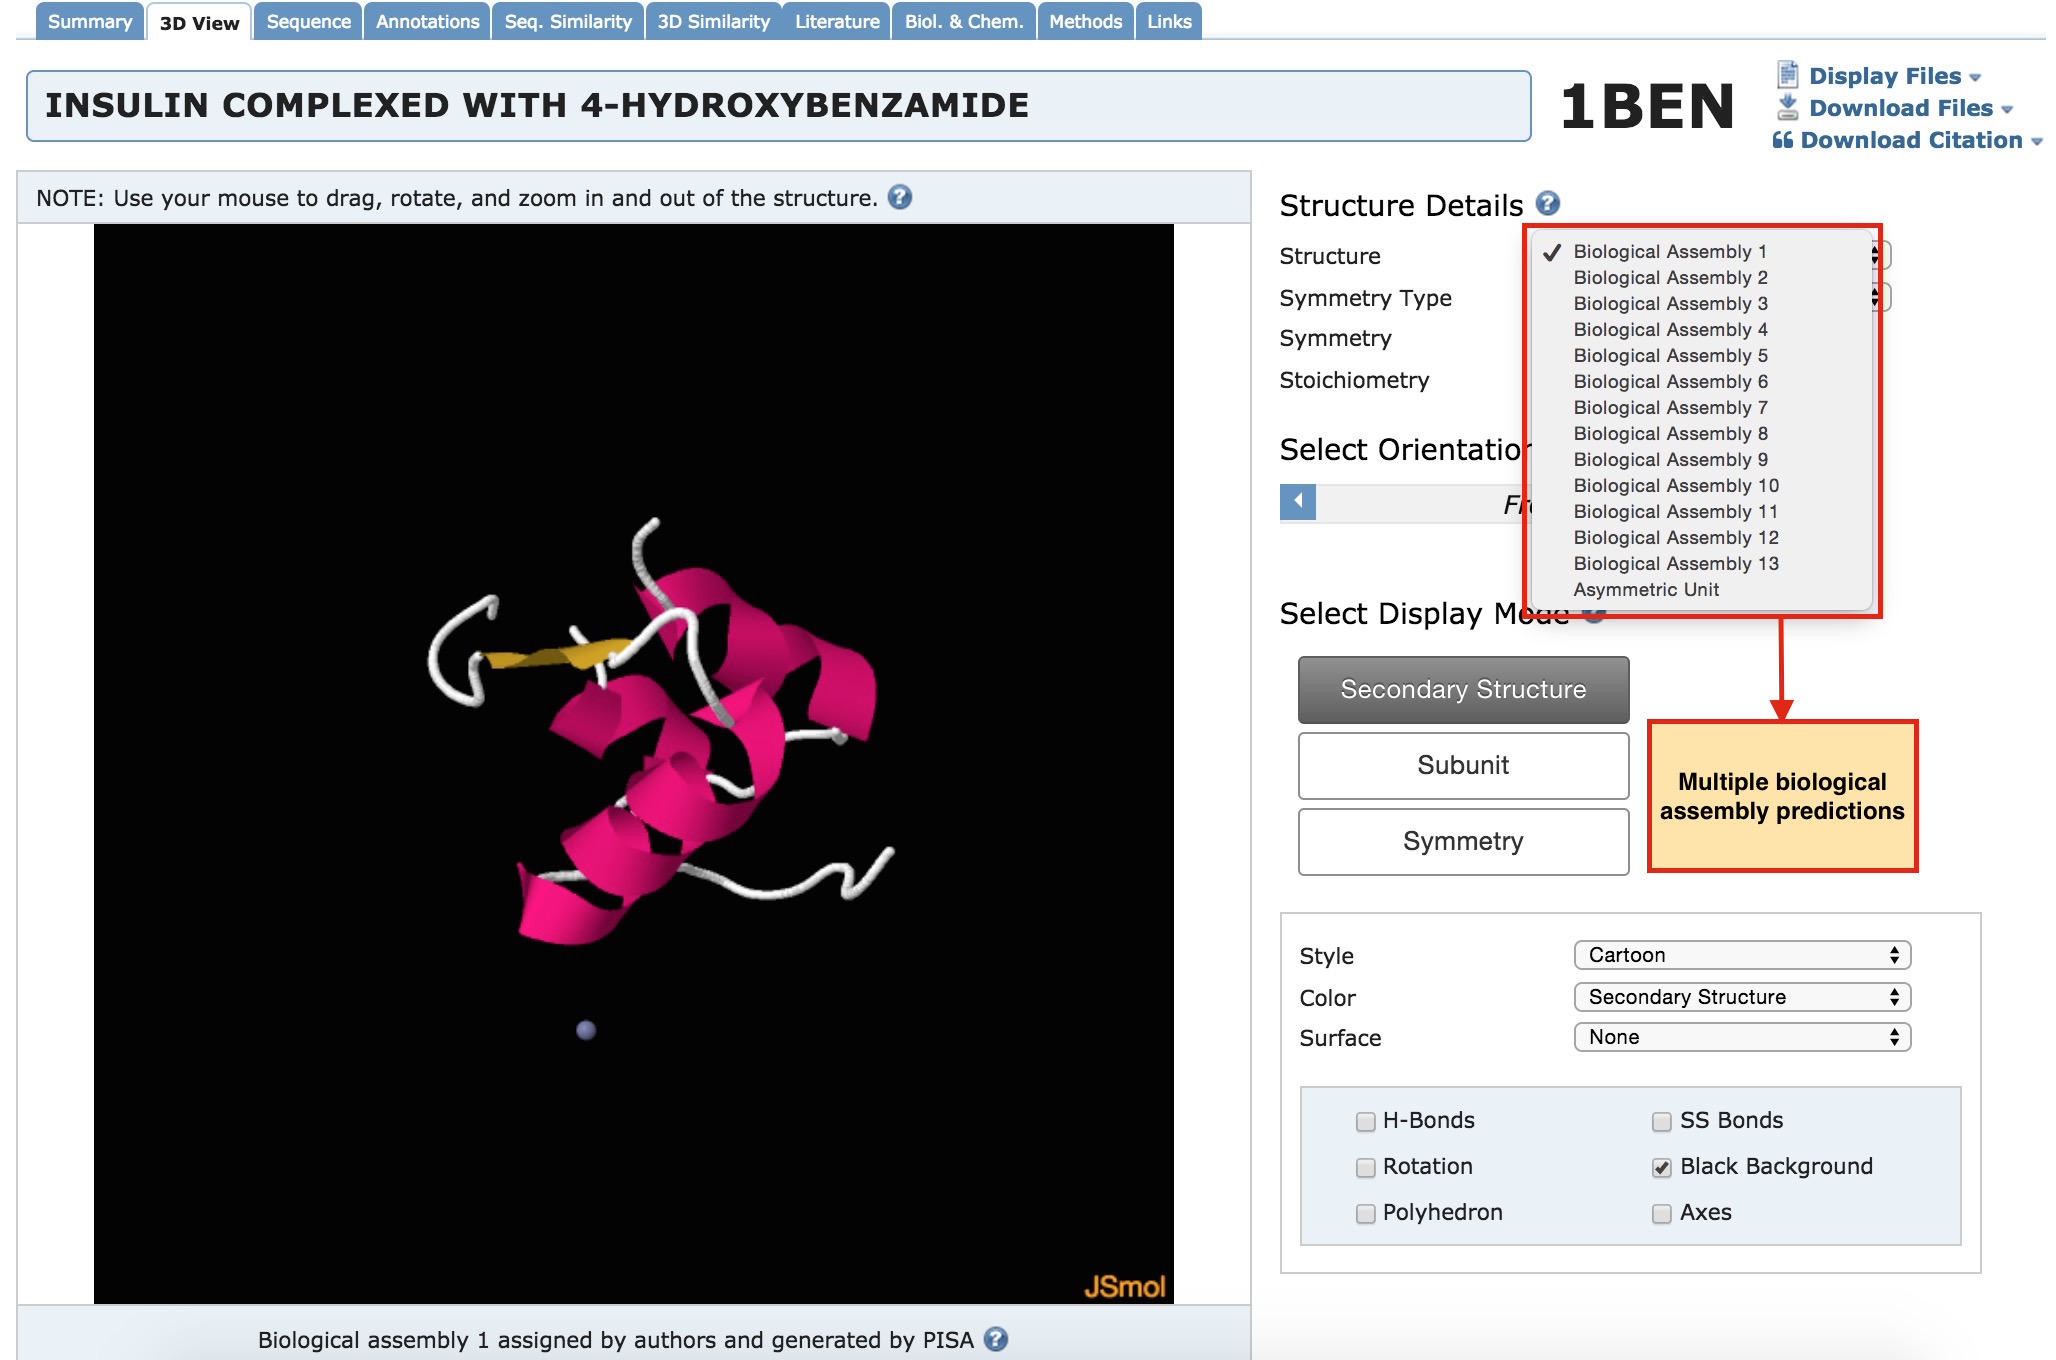 Summary 3D View Sequence Annotations Seq. Similarity 3D Similarity Literature Biol. & Chem. Methods Links
INSULIN COMPLEXED WITH 4-HYDROXYBENZAMIDE
1BEN
Display Files
Download Files
Download Citation
NOTE: Use your mouse to drag, rotate, and zoom in and out of the structure.
JSmol
Biological assembly 1 assigned by authors and generated by PISA
Structure Details
Structure
Symmetry Type
Symmetry
Stoichiometry
Biological Assembly 1
Biological Assembly 2
Biological Assembly 3
Biological Assembly 4
Biological Assembly 5
Biological Assembly 6
Biological Assembly 7
Biological Assembly 8
Biological Assembly 9
Biological Assembly 10
Biological Assembly 11
Biological Assembly 12
Biological Assembly 13
Asymmetric Unit
Select Orientation
Select Display Mode
Secondary Structure
Subunit
Symmetry
Multiple biological
assembly predictions
Style Cartoon
Color Secondary Structure
Surface None
H-Bonds SS Bonds
Rotation Black Background
Polyhedron Axes